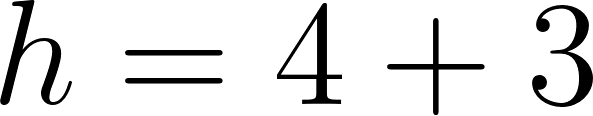 h = 4 + 3